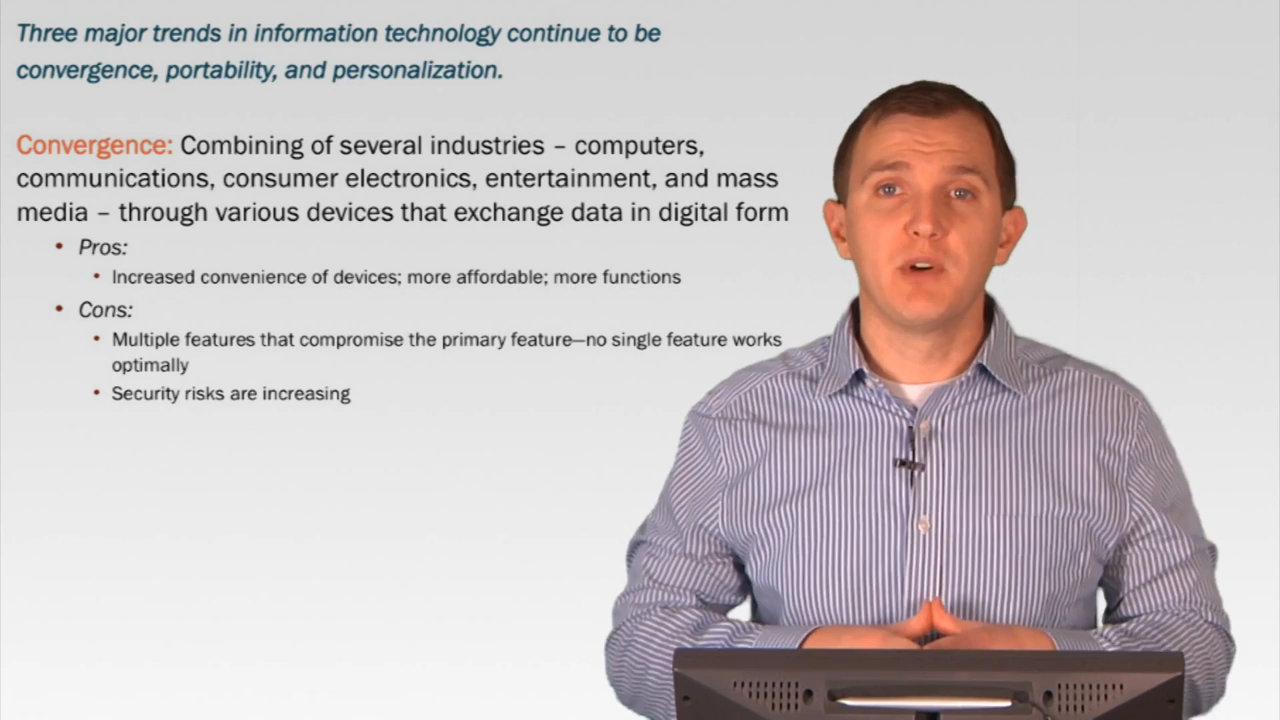 Three major trends in information technology continue to be
convergence, portability, and personalization.
Convergence: Combining of several industries – computers,
communications, consumer electronics, entertainment, and mass
media – through various devices that exchange data in digital form
• Pros:
• Increased convenience of devices; more affordable; more functions
• Cons:
• Multiple features that compromise the primary feature—no single feature works
optimally
• Security risks are increasing